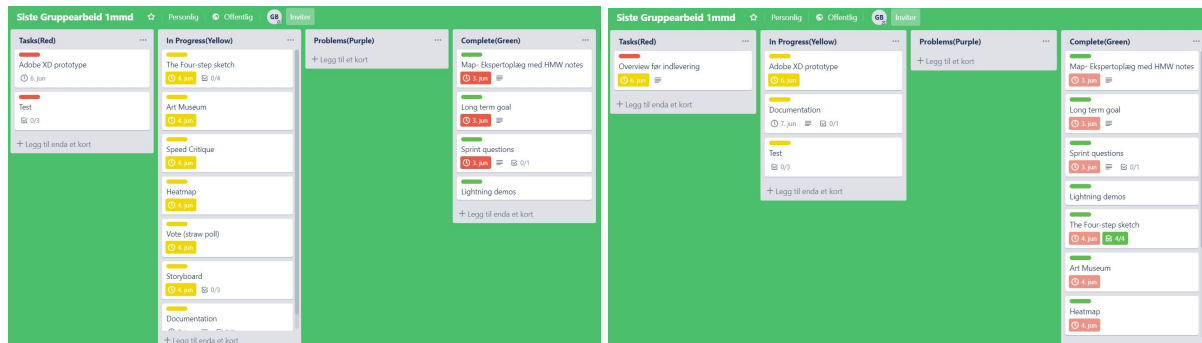 Siste Gruppearbeid 1mmd
Personlig
Offentlig
GB
Inviter
Tasks(Red)
Adobe XD prototype
6. jun
Test
0/3
+ Legg til enda et kort
In Progress(Yellow)
The Four-step sketch
4. jun 0/4
Art Museum
4. jun
Speed Critique
4. jun
Heatmap
4. jun
Vote (straw poll)
4. jun
Storyboard
4. jun 0/3
Documentation
+ Legg til enda et kort
Problems(Purple)
+ Legg til et kort
Complete(Green)
Map- Ekspertoplæg med HMW notes
3. jun
Long term goal
3. jun
Sprint questions
3. jun 0/1
Lightning demos
+ Legg til enda et kort
Siste Gruppearbeid 1mmd
Personlig
Offentlig
GB
Inviter
Tasks(Red)
Overview før indlevering
6. jun
+ Legg til enda et kort
In Progress(Yellow)
Adobe XD prototype
6. jun
Documentation
7. jun 0/1
Test
0/3
+ Legg til enda et kort
Problems(Purple)
+ Legg til et kort
Complete(Green)
Map- Ekspertoplæg med HMW notes
3. jun
Long term goal
3. jun
Sprint questions
3. jun 0/1
Lightning demos
The Four-step sketch
4. jun 4/4
Art Museum
4. jun
Heatmap
4. jun
+ Legg til enda et kort